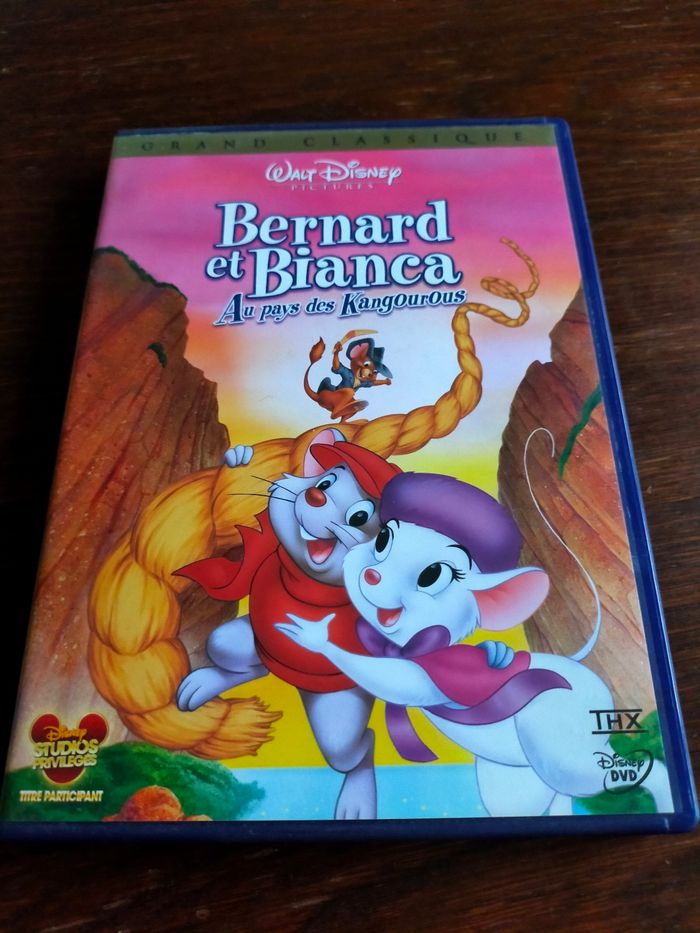 GRAND CLASSIQUE
WALT DISNEY
PICTURES
Bernard
et Bianca
Au pays des Kangourous
Disney
STUDIOS
PRIVILEGES
TITRE PARTICIPANT
THX
DISNEY
DVD